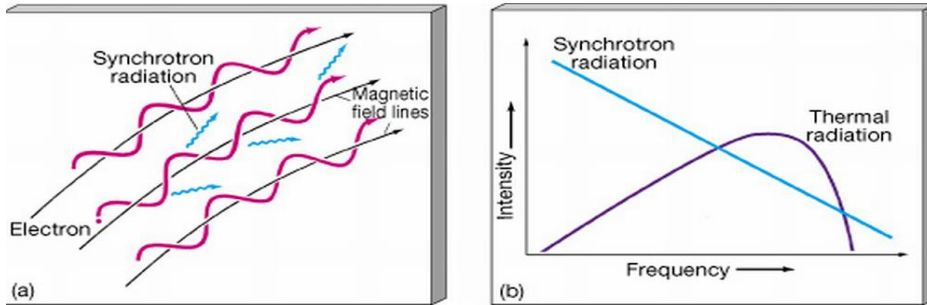 Synchrotron
radiation
Magnetic
field lines
Electron
(a)
Synchrotron
radiation
Thermal
radiation
Intensity
Frequency
(b)